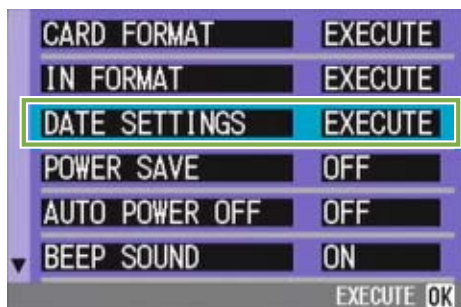 CARD FORMAT EXECUTE
IN FORMAT EXECUTE
DATE SETTINGS EXECUTE
POWER SAVE OFF
AUTO POWER OFF OFF
BEEP SOUND ON
EXECUTE OK